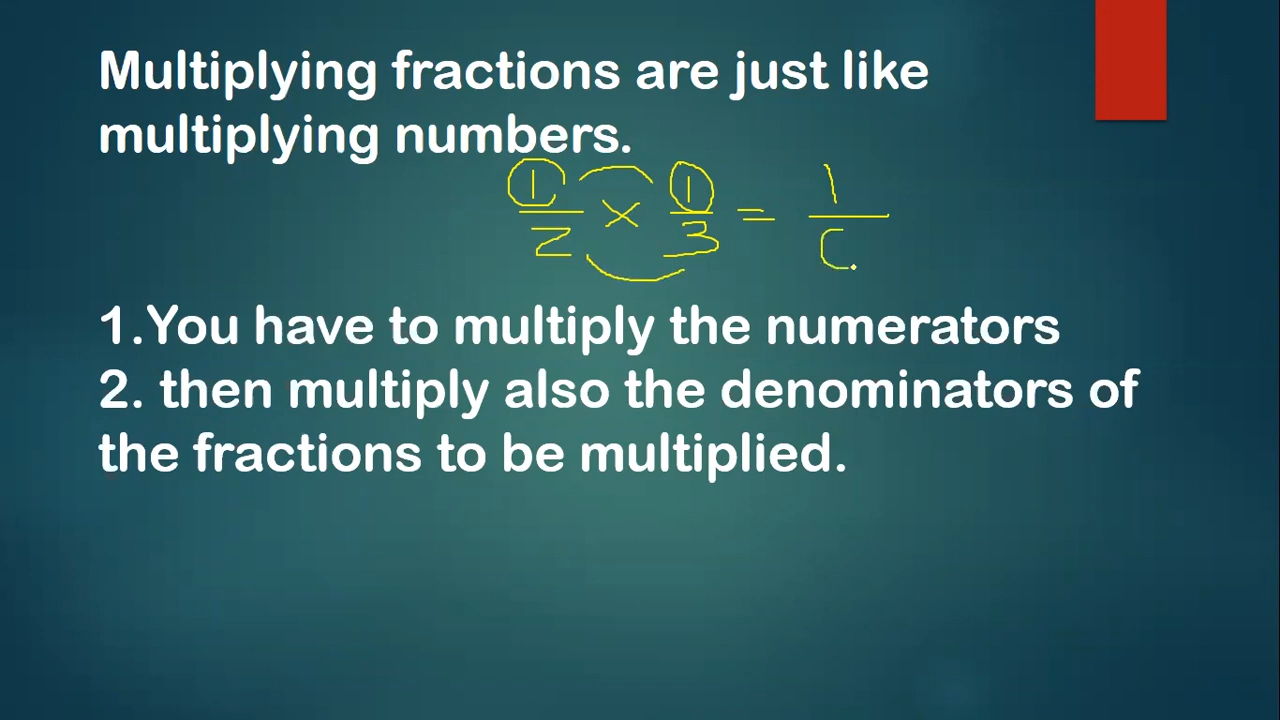 Multiplying fractions are just like
multiplying numbers.
1/2 × 1/3 = 1/
1.You have to multiply the numerators
2. then multiply also the denominators of
the fractions to be multiplied.